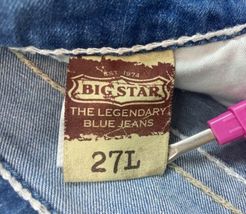 EST. 1974
BIG STAR
THE LEGENDARY
BLUE JEANS
27L